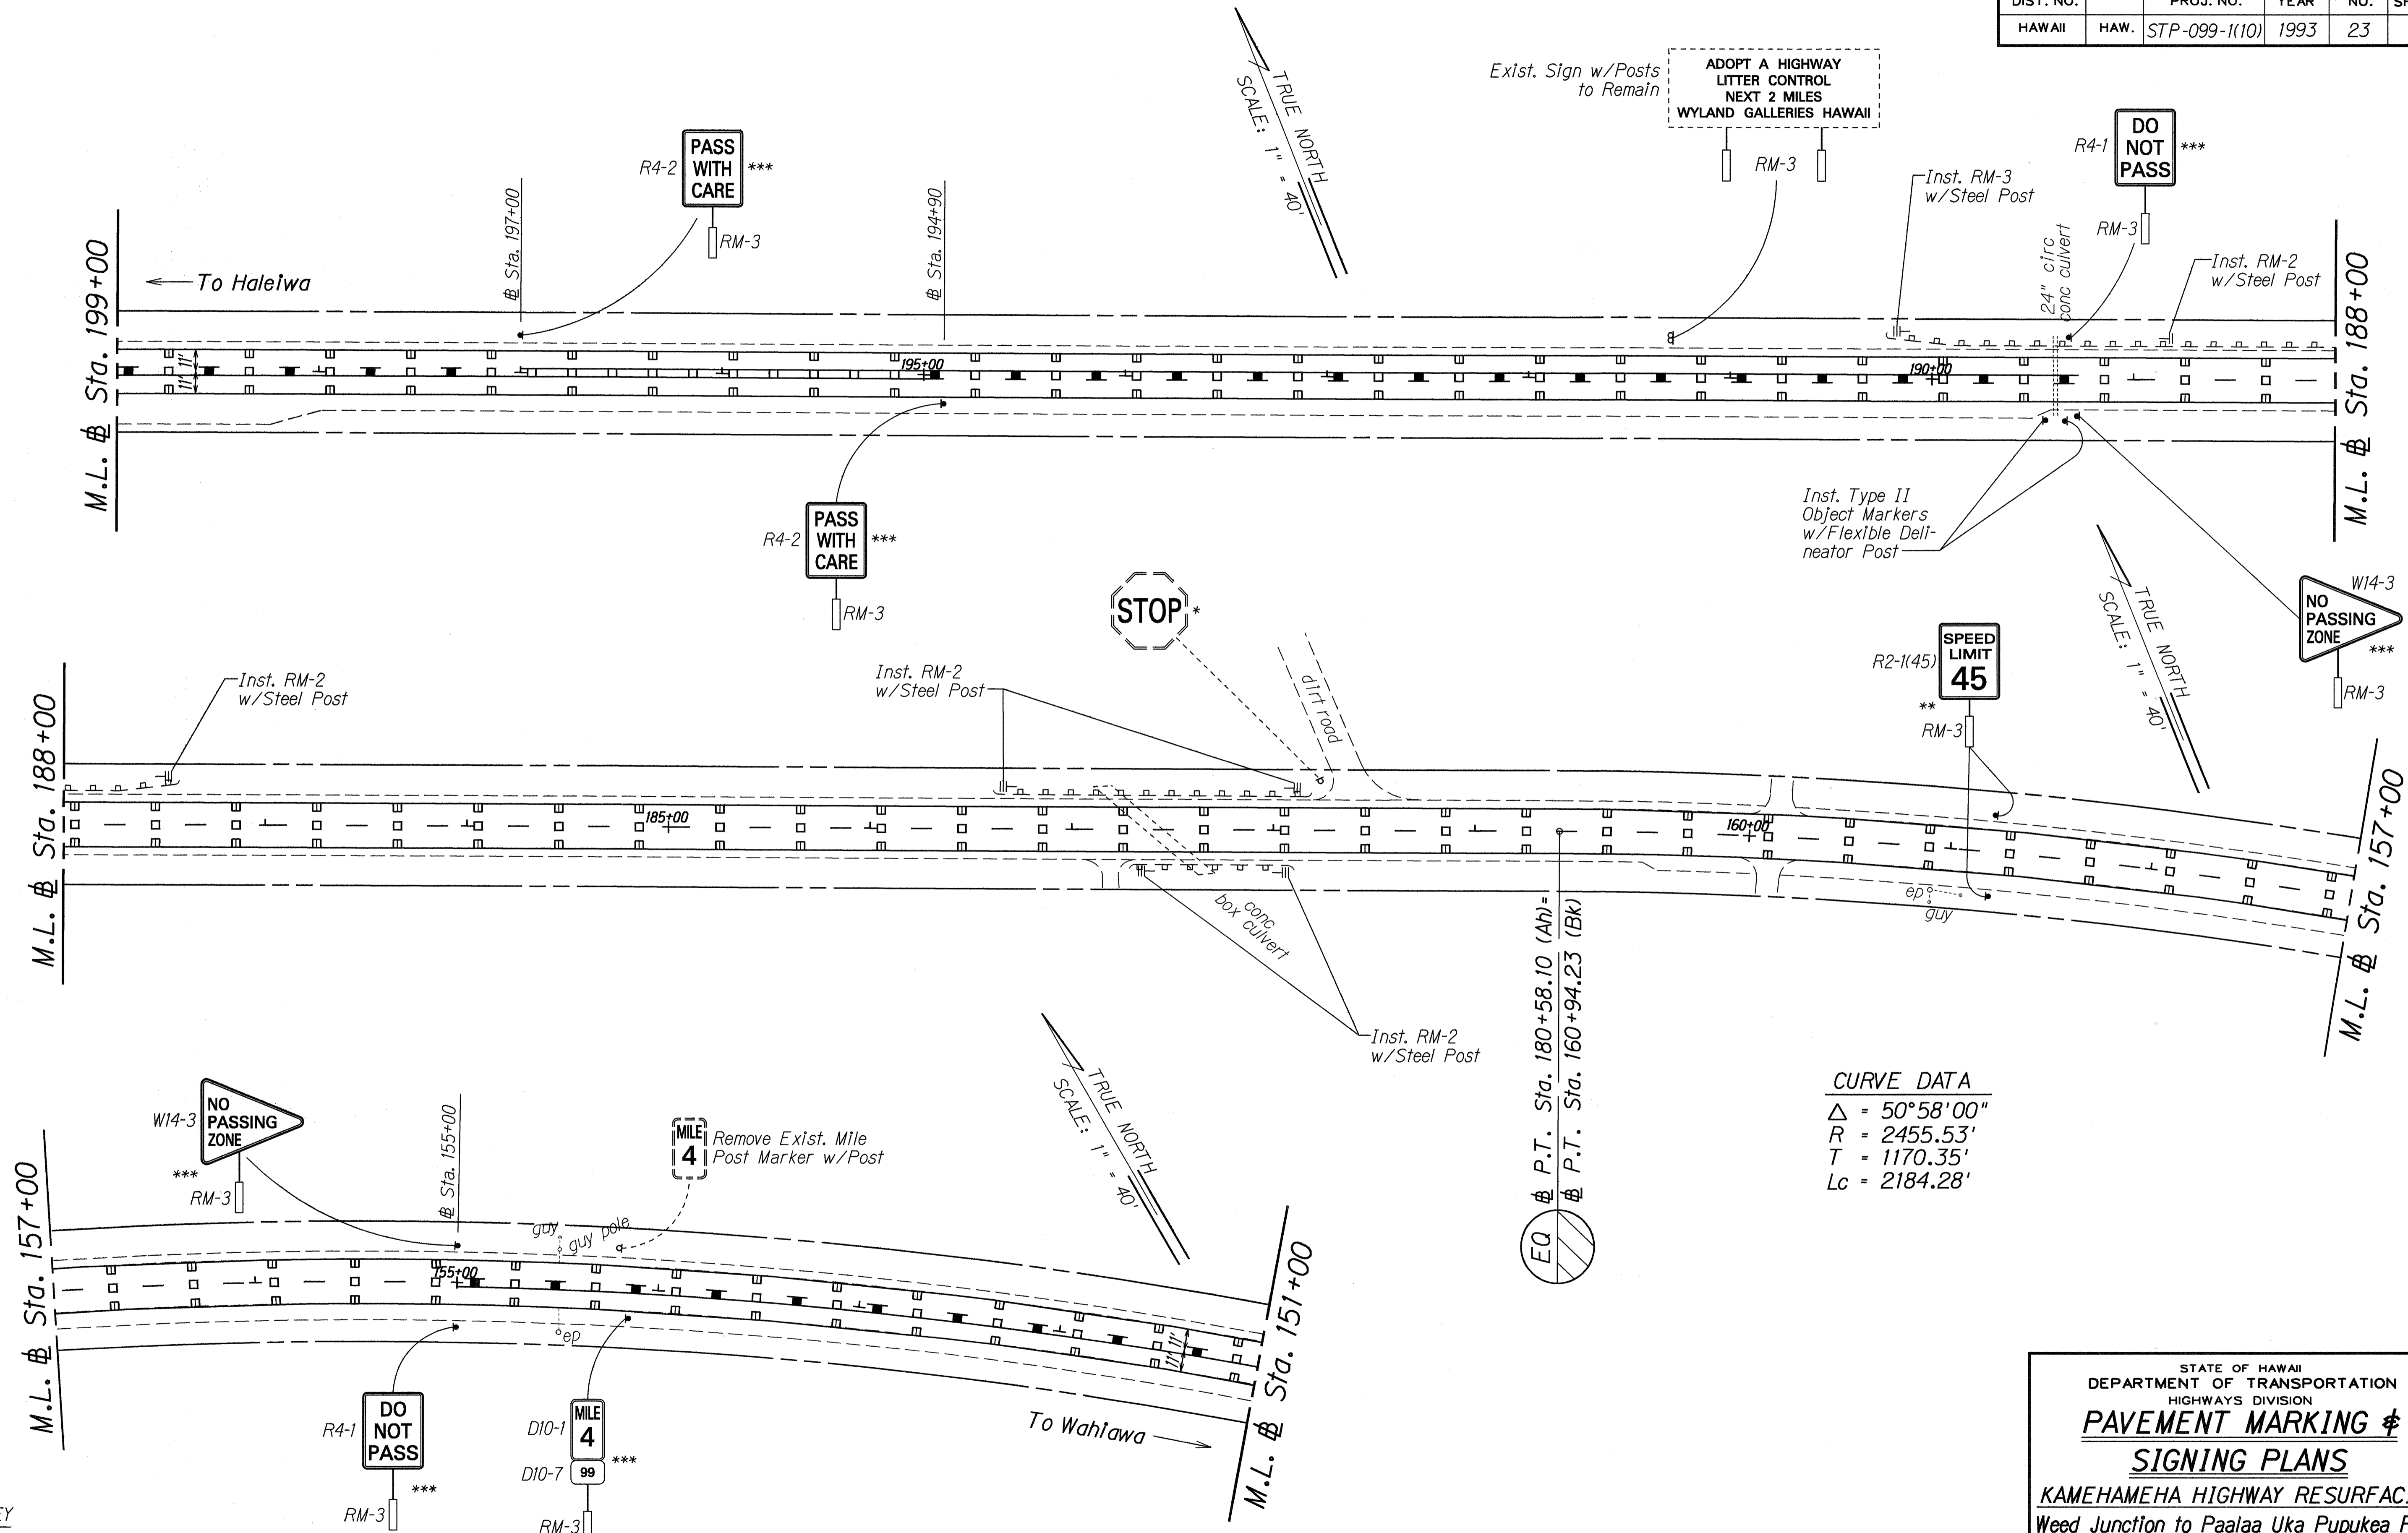 DIST. NO. PROJ. NO. YEAR NO.
HAWAII HAW. STP-099-1(10) 1993 23
TRUE NORTH
SCALE: 1" = 40'
Exist. Sign w/Posts
to Remain
ADOPT A HIGHWAY
LITTER CONTROL
NEXT 2 MILES
WYLAND GALLERIES HAWAII
RM-3
R4-1
DO
NOT
PASS
***
RM-3
R4-2
PASS
WITH
CARE
***
RM-3
Inst. RM-3
w/Steel Post
24" circ
conc culvert
Inst. RM-2
w/Steel Post
℄ Sta. 197+00
℄ Sta. 194+90
M.L. ℄ Sta. 199+00
To Haleiwa
11' 11'
195+00
190+00
M.L. ℄ Sta. 188+00
R4-2
PASS
WITH
CARE
***
RM-3
Inst. Type II
Object Markers
w/Flexible Deli-
neator Post
W14-3
NO
PASSING
ZONE
***
RM-3
STOP
*
TRUE NORTH
SCALE: 1" = 40'
R2-1(45)
SPEED
LIMIT
45
**
RM-3
Inst. RM-2
w/Steel Post
Inst. RM-2
w/Steel Post
dirt road
M.L. ℄ Sta. 188+00
185+00
160+00
M.L. ℄ Sta. 157+00
conc
box culvert
ep
guy
Inst. RM-2
w/Steel Post
℄ P.T. Sta. 180+58.10 (Ah)=
℄ P.T. Sta. 160+94.23 (Bk)
EQ
CURVE DATA
△ = 50°58'00"
R = 2455.53'
T = 1170.35'
Lc = 2184.28'
TRUE NORTH
SCALE: 1" = 40'
W14-3
NO
PASSING
ZONE
***
RM-3
℄ Sta. 155+00
MILE
4
Remove Exist. Mile
Post Marker w/Post
guy
guy pole
M.L. ℄ Sta. 157+00
155+00
ep
11' 11'
M.L. ℄ Sta. 151+00
To Wahiawa
R4-1
DO
NOT
PASS
***
RM-3
D10-1
MILE
4
D10-7
99
***
RM-3
STATE OF HAWAII
DEPARTMENT OF TRANSPORTATION
HIGHWAYS DIVISION
PAVEMENT MARKING &
SIGNING PLANS
KAMEHAMEHA HIGHWAY
Weed Junction to Paalaa Uka Pupukea